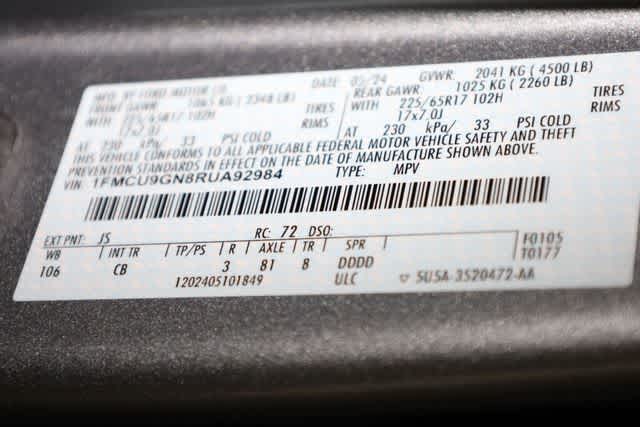 MFD. BY FORD MOTOR CO.
DATE: 05/24 GVWR: 2041 KG ( 4500 LB)
FRONT GAWR: 1065 KG ( 2348 LB) REAR GAWR: 1025 KG ( 2260 LB)
WITH 225/65R17 102H TIRES WITH 225/65R17 102H TIRES
17x7.0J RIMS 17x7.0J RIMS
AT 230 kPa/ 33 PSI COLD AT 230 kPa/ 33 PSI COLD
THIS VEHICLE CONFORMS TO ALL APPLICABLE FEDERAL MOTOR VEHICLE SAFETY AND THEFT
PREVENTION STANDARDS IN EFFECT ON THE DATE OF MANUFACTURE SHOWN ABOVE.
VIN: 1FMCU9GN8RUA92984 TYPE: MPV
EXT PNT: JS RC: 72 DSO: F0105
WB INT TR TP/PS R AXLE TR SPR T0177
106 CB 3 81 8 DDDD
1202405101849 ULC SU5A-3520472-AA